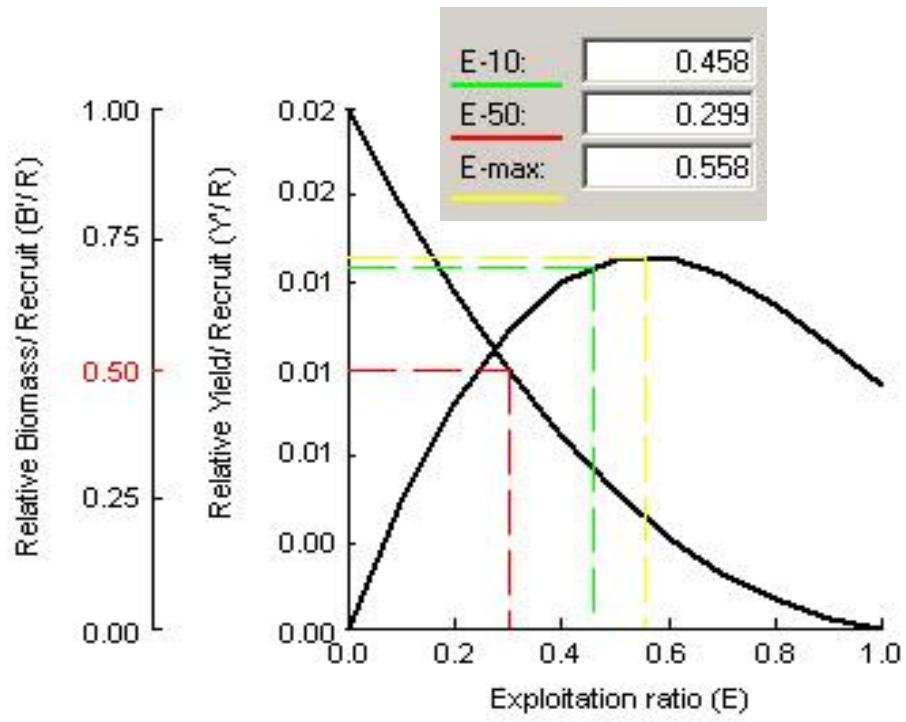 E-10: 0.458
E-50: 0.299
E-max: 0.558
Relative Biomass/ Recruit (B'/ R)
1.00
0.75
0.50
0.25
0.00
Relative Yield/ Recruit (Y'/ R)
0.02
0.02
0.01
0.01
0.01
0.00
0.00
0.0 0.2 0.4 0.6 0.8 1.0
Exploitation ratio (E)